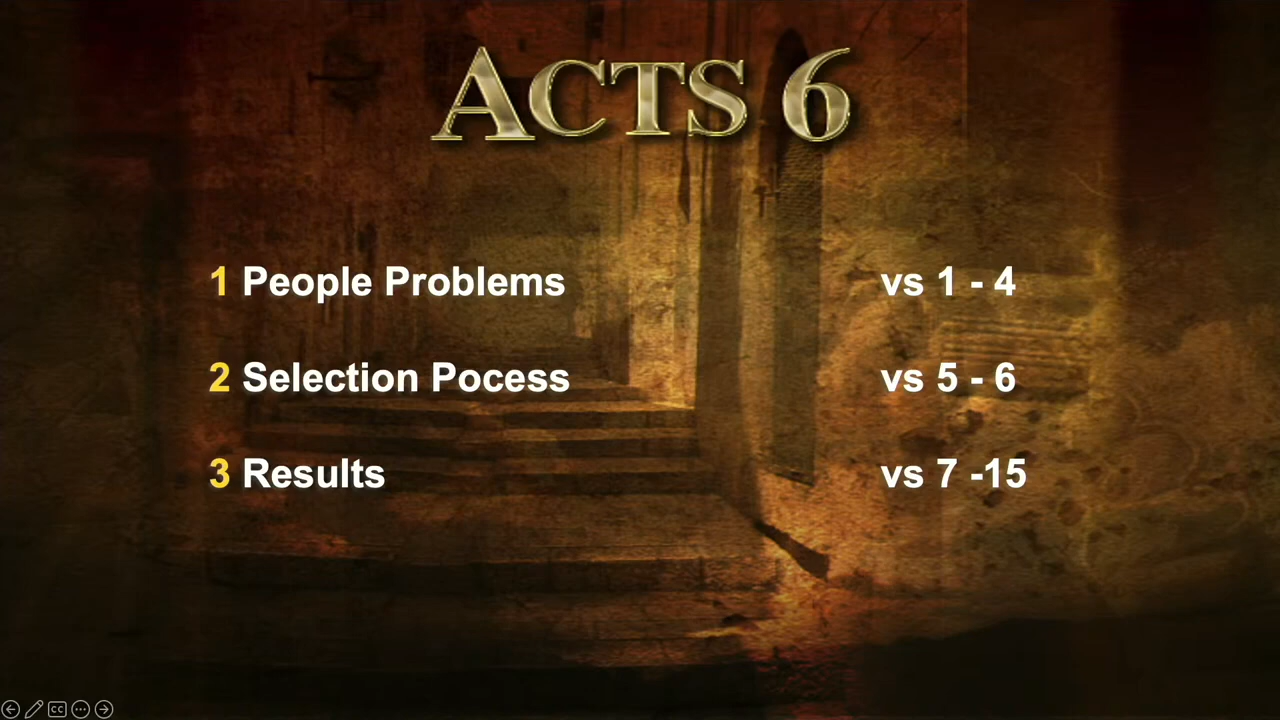 ACTS 6
1 People Problems vs 1 - 4
2 Selection Pocess vs 5 - 6
3 Results vs 7 -15
CC